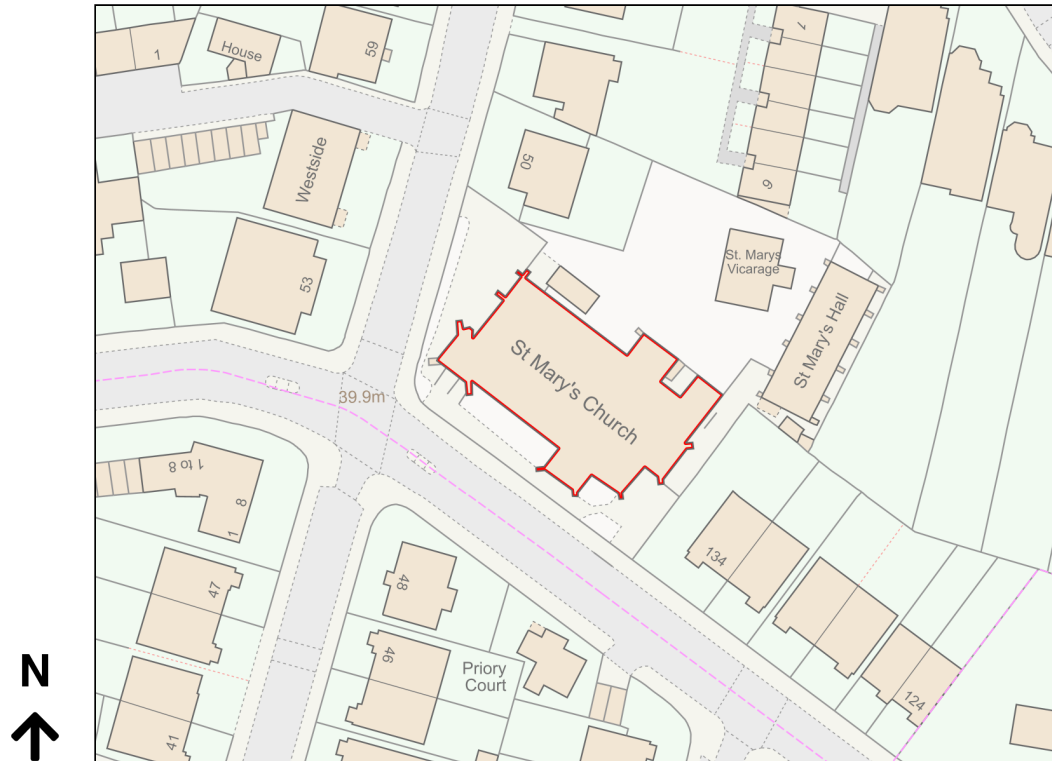 1
House
59
7
50
Westside
6
St. Marys
Vicarage
53
St Mary's Hall
St Mary's Church
39.9m
1 to 8
8
1
134
47
48
N
46
Priory
Court
124
41